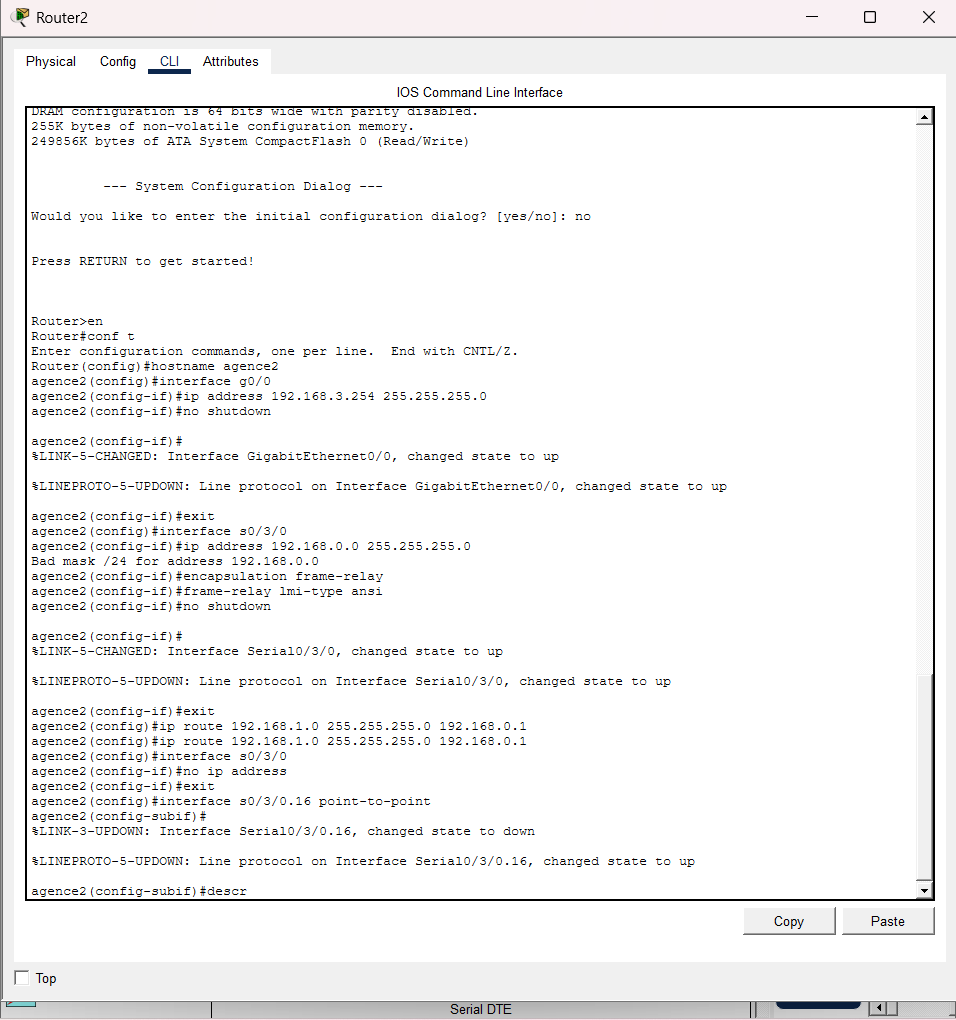 Router2
Physical Config CLI Attributes
IOS Command Line Interface
DRAM configuration is 64 bits wide with parity disabled.
255K bytes of non-volatile configuration memory.
249856K bytes of ATA System CompactFlash 0 (Read/Write)
--- System Configuration Dialog ---
Would you like to enter the initial configuration dialog? [yes/no]: no
Press RETURN to get started!
Router>en
Router#conf t
Enter configuration commands, one per line. End with CNTL/Z.
Router(config)#hostname agence2
agence2(config)#interface g0/0
agence2(config-if)#ip address 192.168.3.254 255.255.255.0
agence2(config-if)#no shutdown
agence2(config-if)#
%LINK-5-CHANGED: Interface GigabitEthernet0/0, changed state to up
%LINEPROTO-5-UPDOWN: Line protocol on Interface GigabitEthernet0/0, changed state to up
agence2(config-if)#exit
agence2(config)#interface s0/3/0
agence2(config-if)#ip address 192.168.0.0 255.255.255.0
Bad mask /24 for address 192.168.0.0
agence2(config-if)#encapsulation frame-relay
agence2(config-if)#frame-relay lmi-type ansi
agence2(config-if)#no shutdown
agence2(config-if)#
%LINK-5-CHANGED: Interface Serial0/3/0, changed state to up
%LINEPROTO-5-UPDOWN: Line protocol on Interface Serial0/3/0, changed state to up
agence2(config-if)#exit
agence2(config)#ip route 192.168.1.0 255.255.255.0 192.168.0.1
agence2(config)#ip route 192.168.1.0 255.255.255.0 192.168.0.1
agence2(config)#interface s0/3/0
agence2(config-if)#no ip address
agence2(config-if)#exit
agence2(config)#interface s0/3/0.16 point-to-point
agence2(config-subif)#
%LINK-3-UPDOWN: Interface Serial0/3/0.16, changed state to down
%LINEPROTO-5-UPDOWN: Line protocol on Interface Serial0/3/0.16, changed state to up
agence2(config-subif)#descr
Copy Paste
Top
Serial DTE